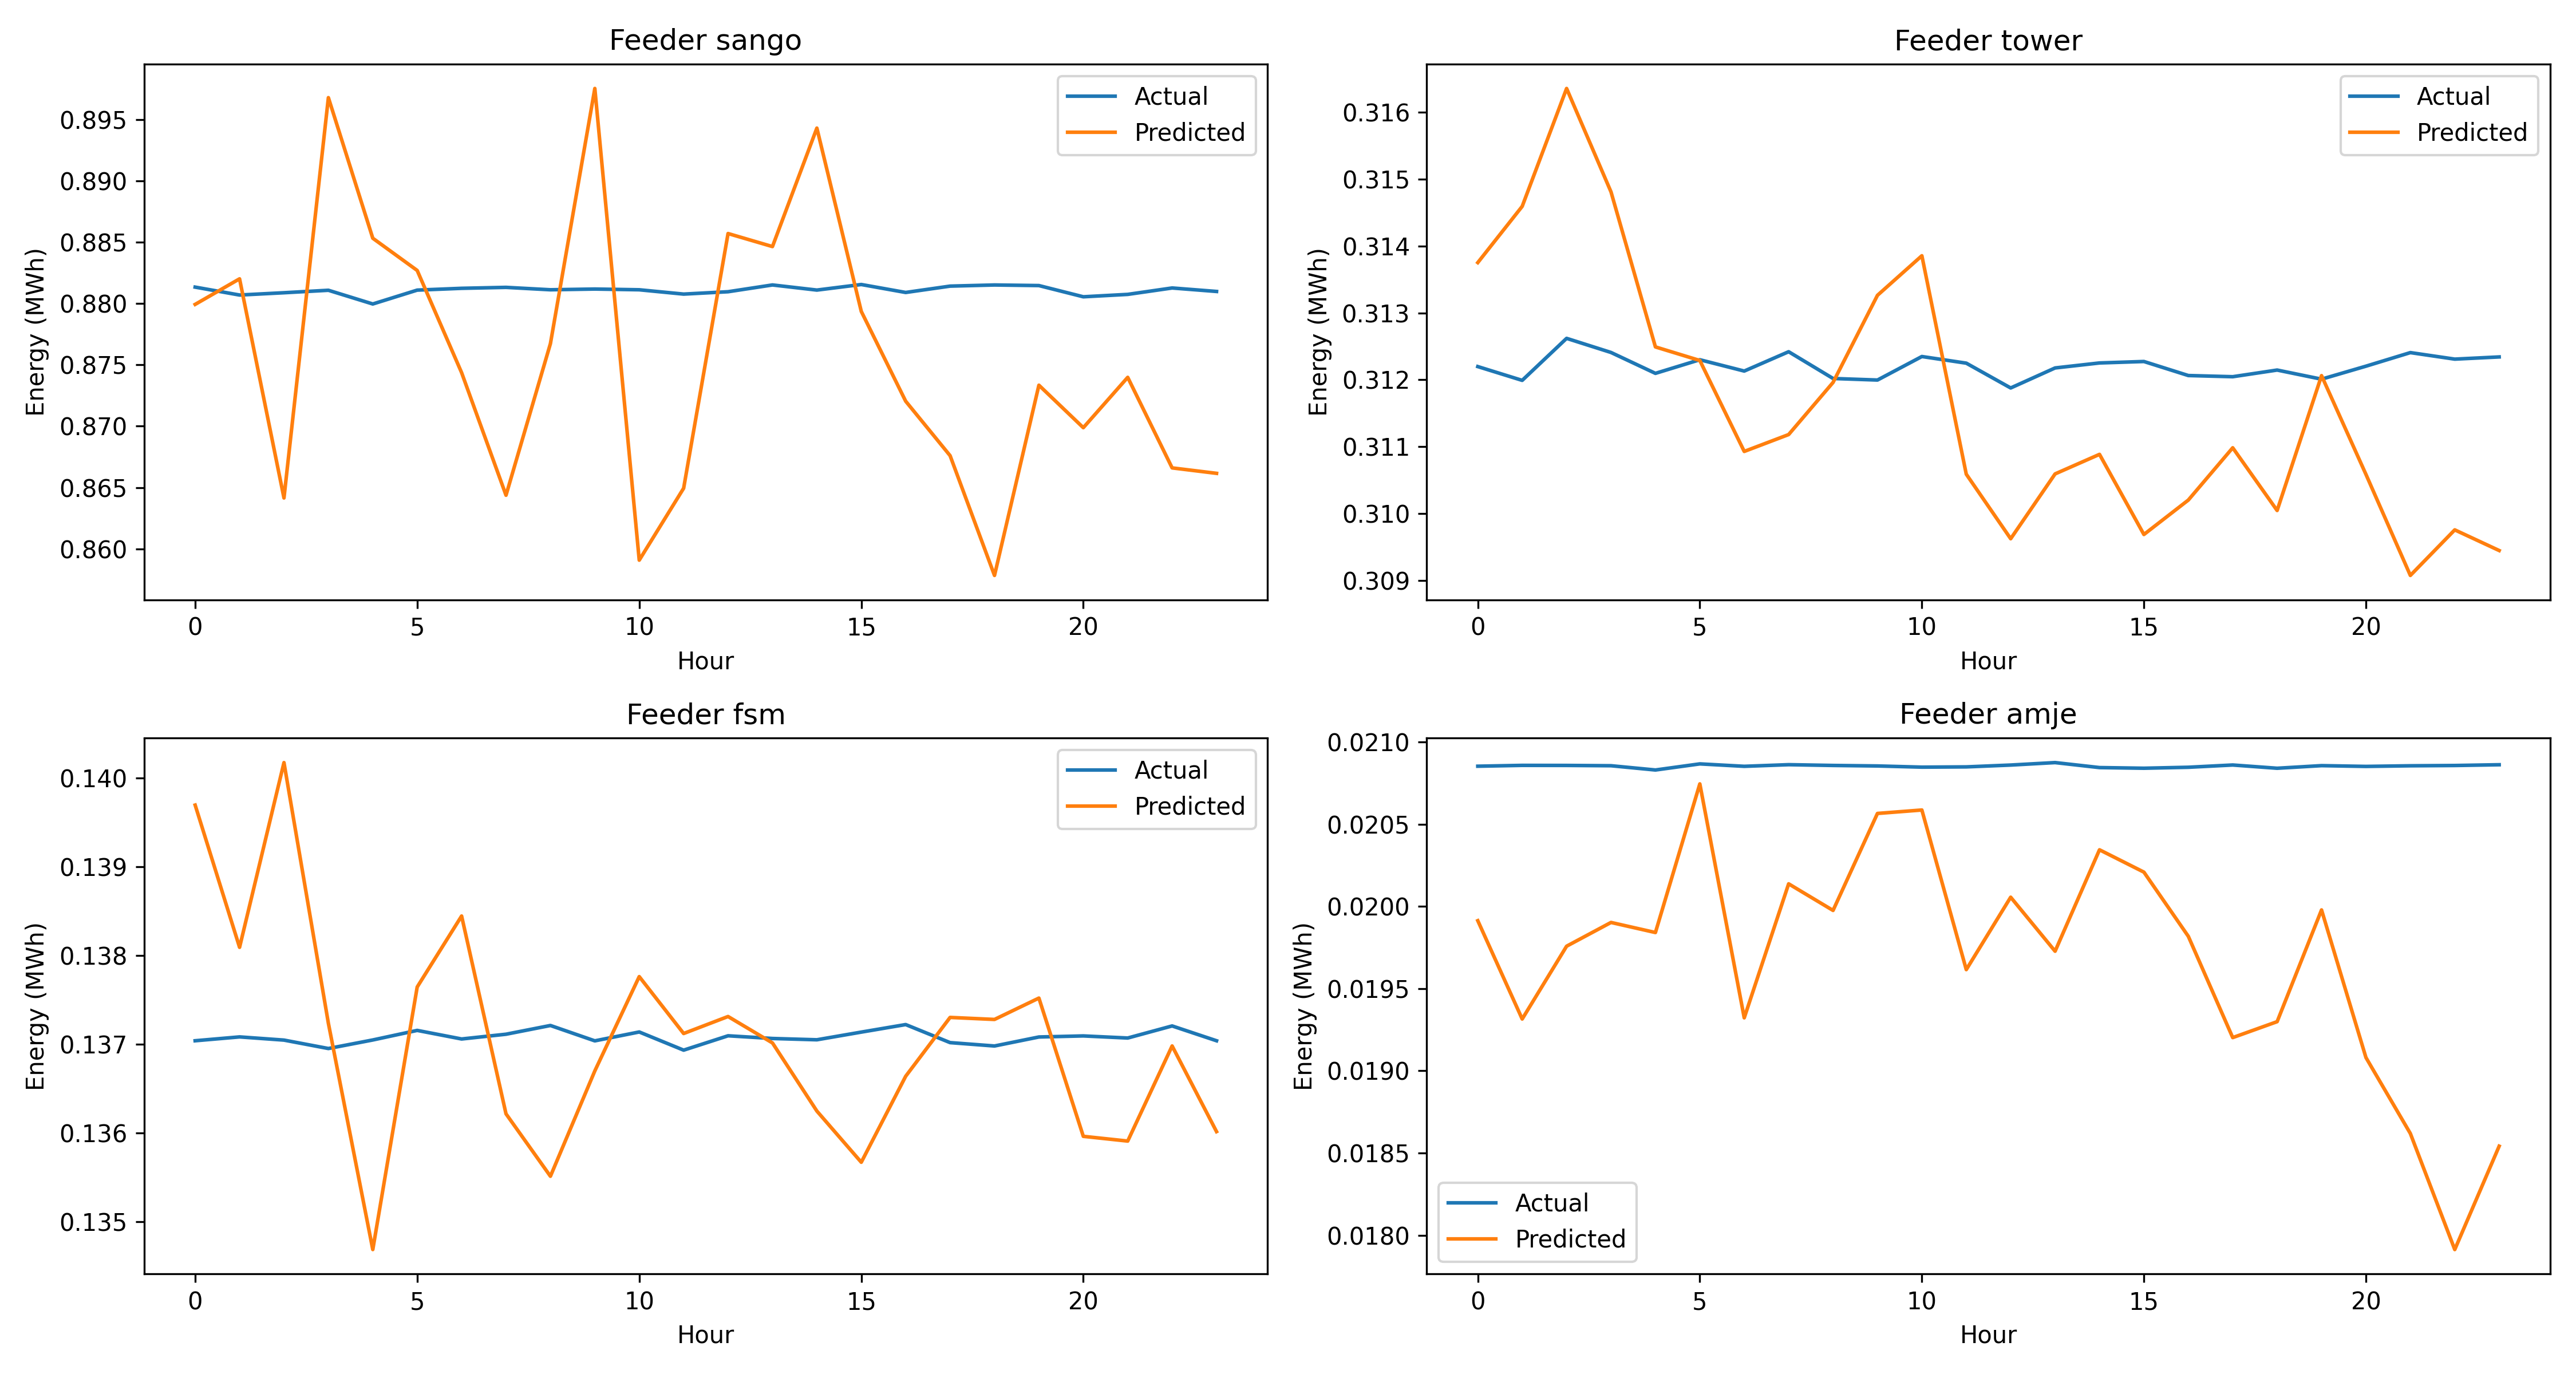 Feeder sango
Energy (MWh)
0.895
0.890
0.885
0.880
0.875
0.870
0.865
0.860
Actual
Predicted
0
5
10
15
20
Hour
Feeder tower
Energy (MWh)
0.316
0.315
0.314
0.313
0.312
0.311
0.310
0.309
Actual
Predicted
0
5
10
15
20
Hour
Feeder fsm
Energy (MWh)
0.140
0.139
0.138
0.137
0.136
0.135
Actual
Predicted
0
5
10
15
20
Hour
Feeder amje
Energy (MWh)
0.0210
0.0205
0.0200
0.0195
0.0190
0.0185
0.0180
Actual
Predicted
0
5
10
15
20
Hour